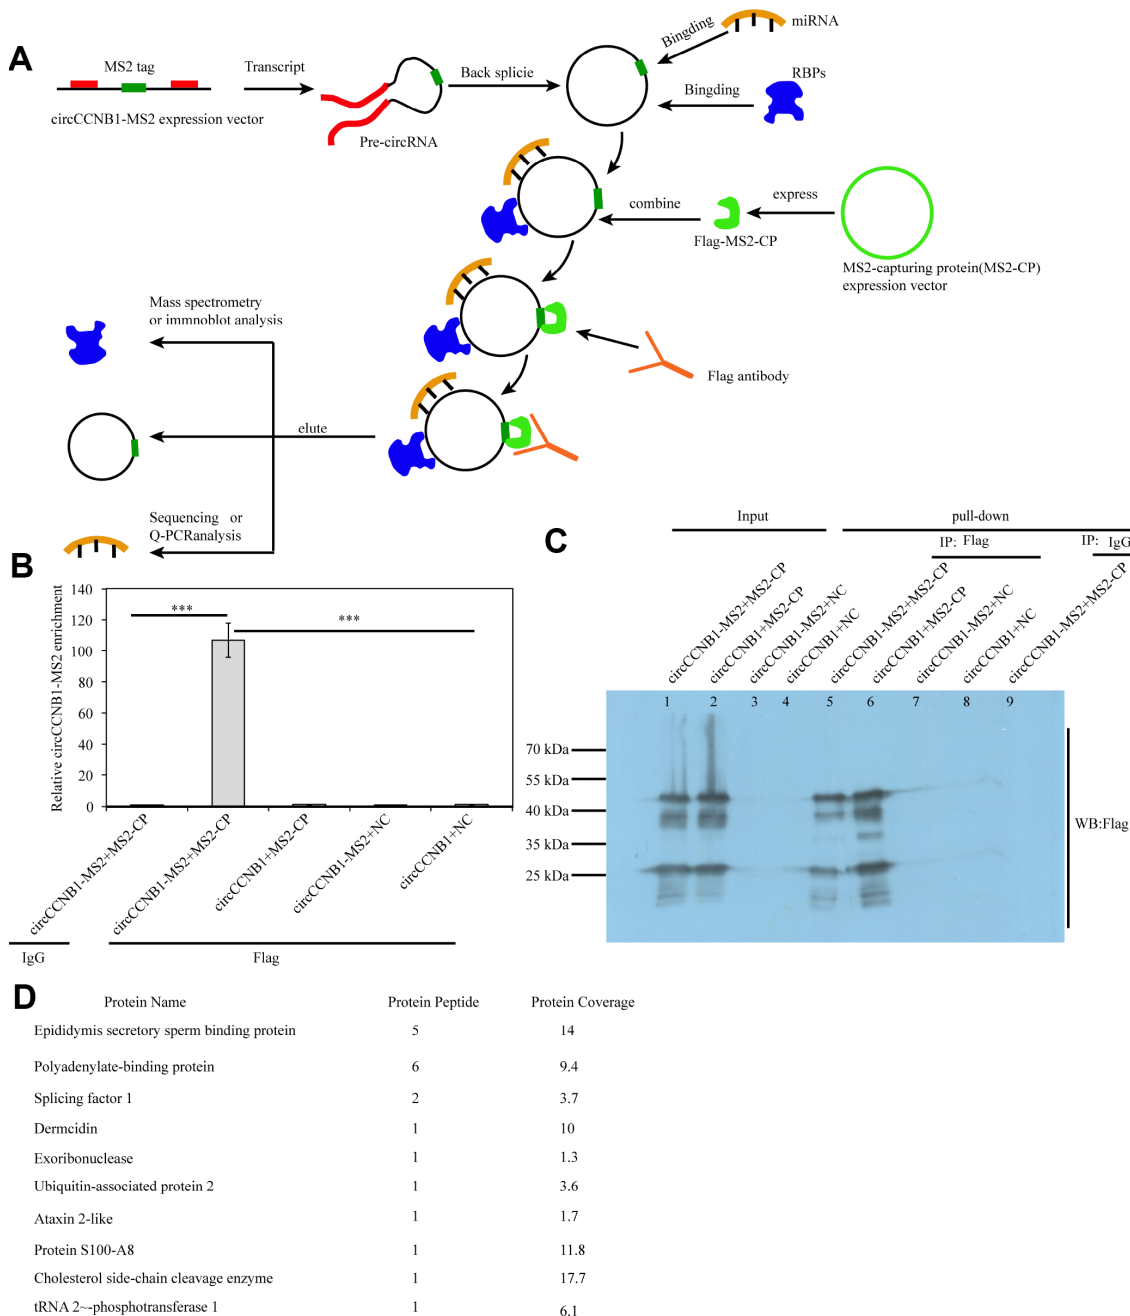 A
MS2 tag
circCCNB1-MS2 expression vector
Transcript
Pre-circRNA
Back splicie
Bingding
miRNA
Bingding
RBPs
combine
Flag-MS2-CP
express
MS2-capturing protein(MS2-CP)
expression vector
Flag antibody
Mass spectrometry
or immnoblot analysis
elute
Sequencing or
Q-PCRanalysis
B
Relative circCCNB1-MS2 enrichment
140
120
100
80
60
40
20
0
***
***
circCCNB1-MS2+MS2-CP
circCCNB1-MS2+MS2-CP
circCCNB1+MS2-CP
circCCNB1-MS2+NC
circCCNB1+NC
IgG
Flag
C
Input
pull-down
IP: Flag
IP: IgG
circCCNB1-MS2+MS2-CP
circCCNB1+MS2-CP
circCCNB1-MS2+NC
circCCNB1+NC
circCCNB1-MS2+MS2-CP
circCCNB1+MS2-CP
circCCNB1-MS2+NC
circCCNB1+NC
circCCNB1-MS2+MS2-CP
1 2 3 4 5 6 7 8 9
70 kDa
55 kDa
40 kDa
35 kDa
25 kDa
WB:Flag
D
Protein Name Protein Peptide Protein Coverage
Epididymis secretory sperm binding protein 5 14
Polyadenylate-binding protein 6 9.4
Splicing factor 1 2 3.7
Dermcidin 1 10
Exoribonuclease 1 1.3
Ubiquitin-associated protein 2 1 3.6
Ataxin 2-like 1 1.7
Protein S100-A8 1 11.8
Cholesterol side-chain cleavage enzyme 1 17.7
tRNA 2~-phosphotransferase 1 1 6.1